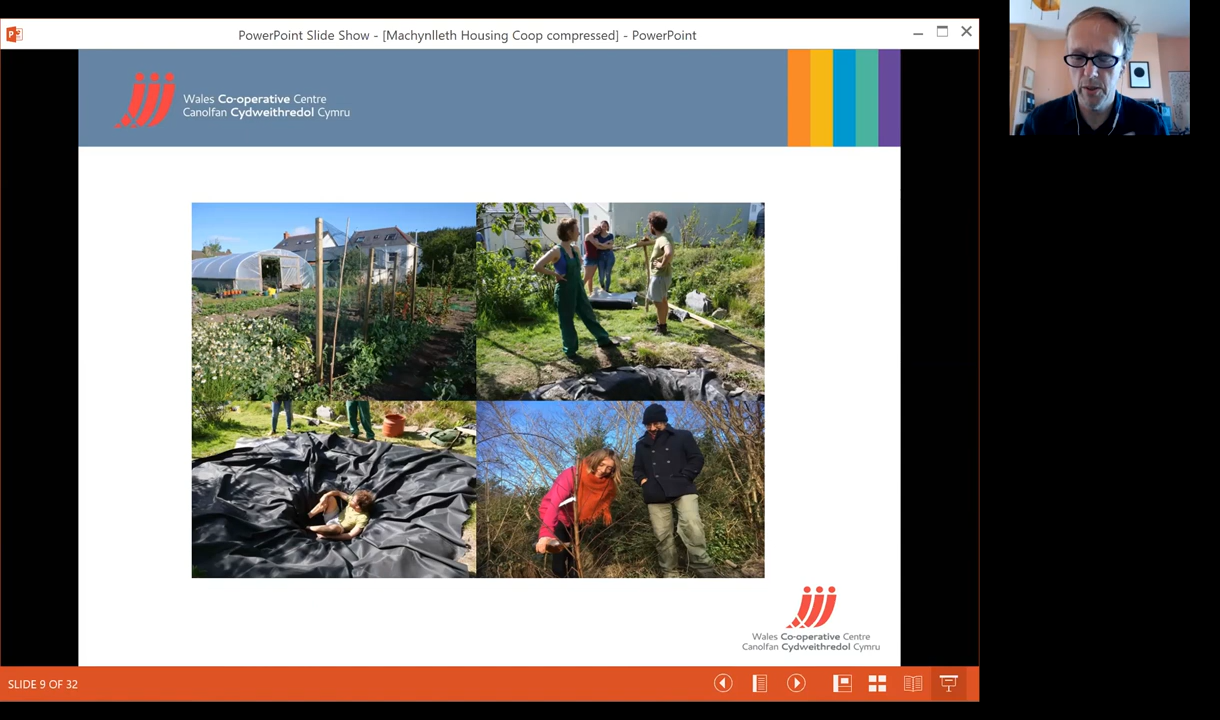 PowerPoint Slide Show - [Machynlleth Housing Coop compressed] - PowerPoint
Wales Co-operative Centre
Canolfan Cydweithredol Cymru
Wales Co-operative Centre
Canolfan Cydweithredol Cymru
SLIDE 9 OF 32